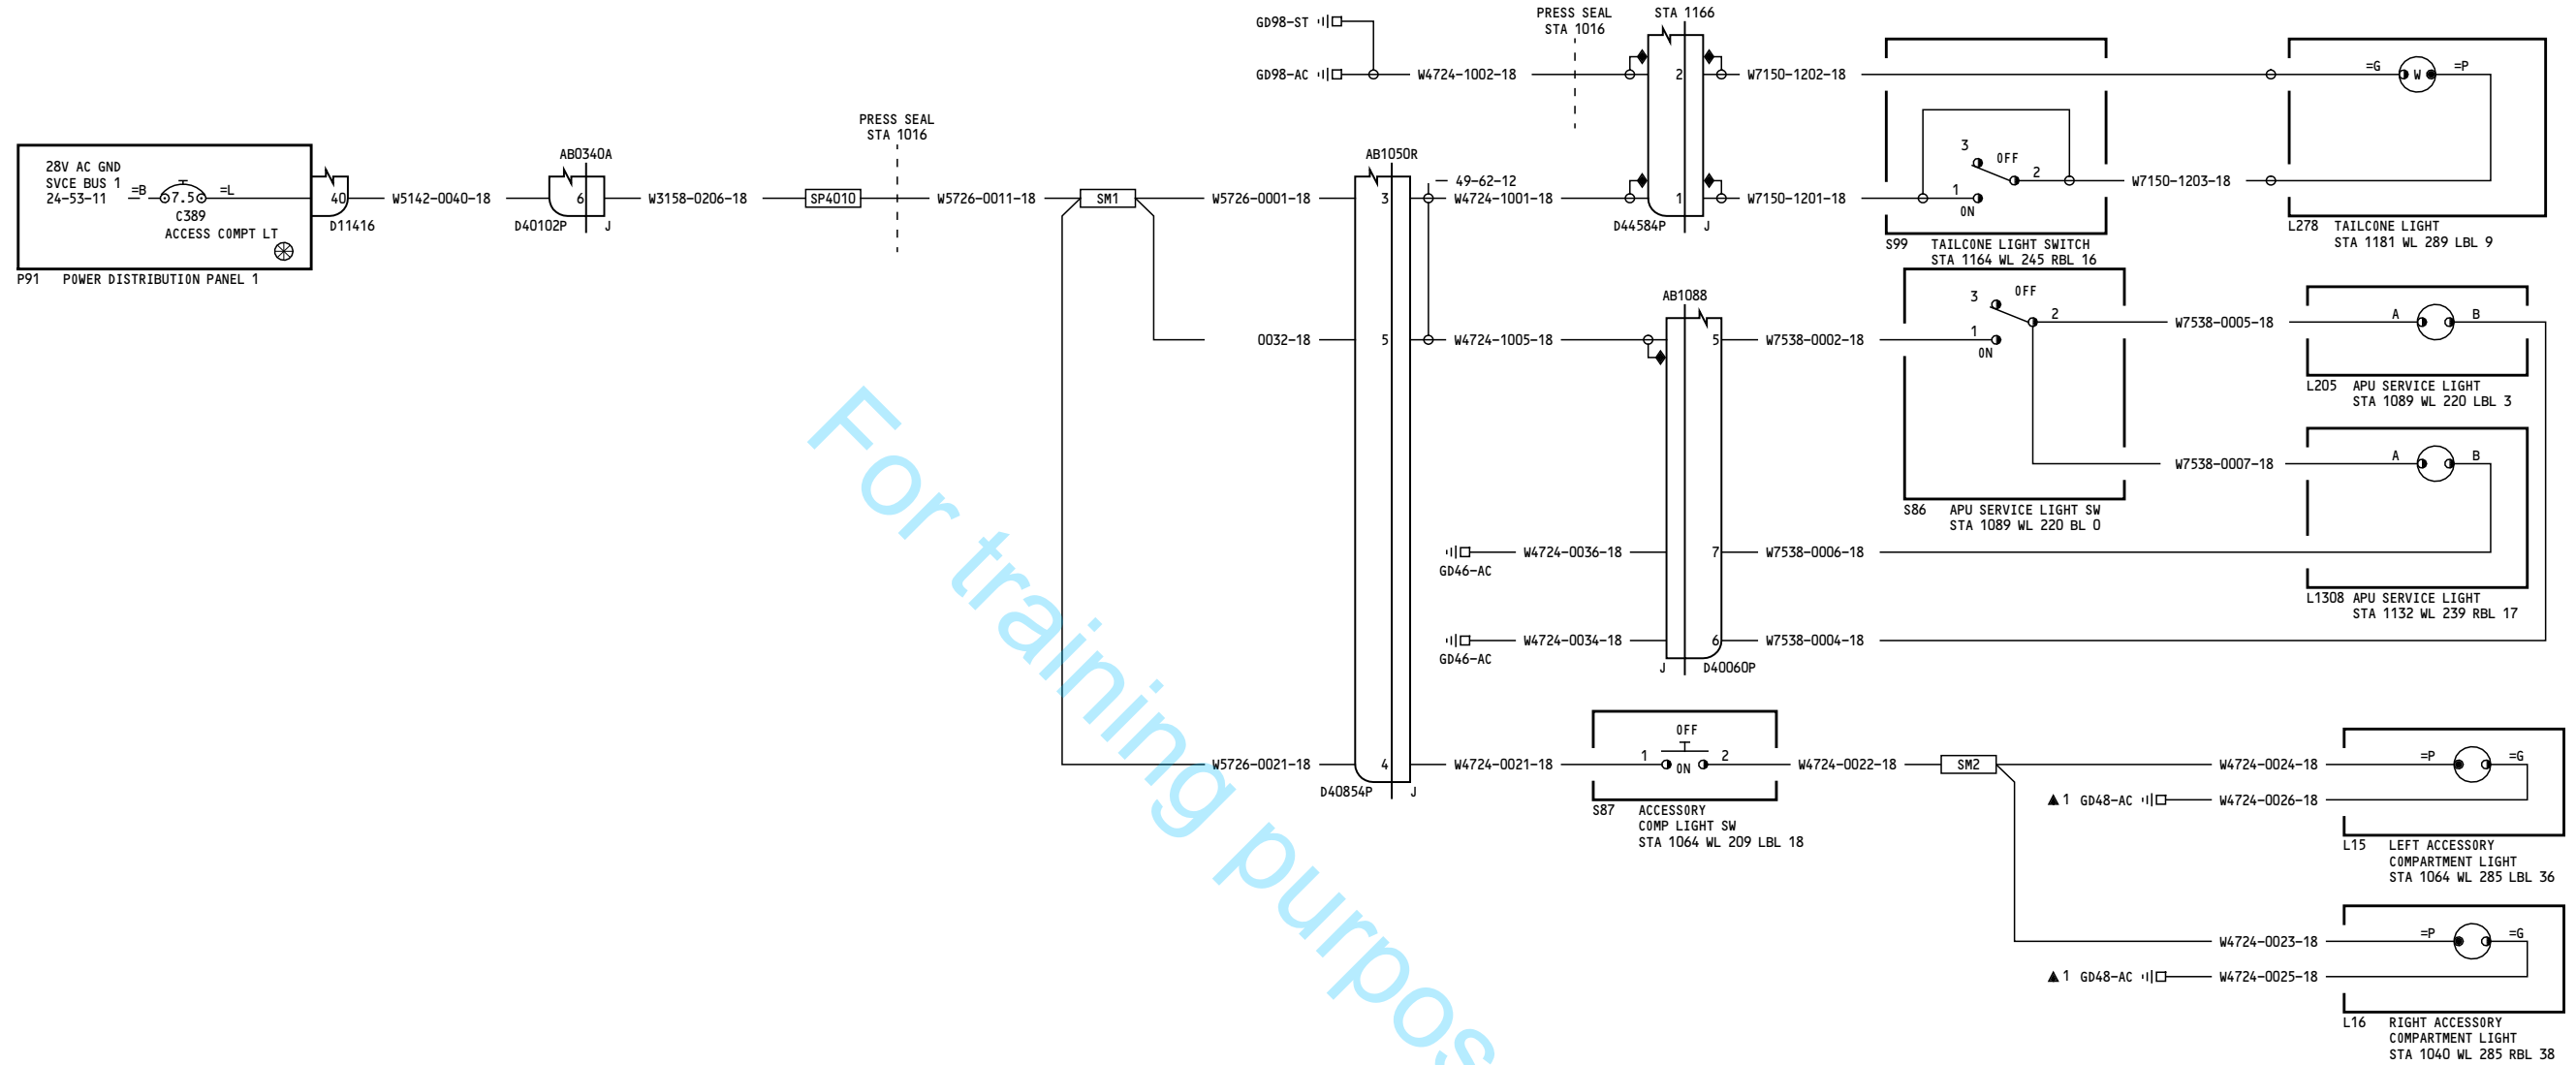 GD98-ST
GD98-AC
W4724-1002-18
PRESS SEAL
STA 1016
STA 1166
2
W7150-1202-18
=G
W
=P
PRESS SEAL
STA 1016
28V AC GND
SVCE BUS 1
24-53-11
=B
7.5
=L
C389
ACCESS COMPT LT
40
D11416
P91 POWER DISTRIBUTION PANEL 1
W5142-0040-18
AB0340A
6
D40102P J
W3158-0206-18
SP4010
W5726-0011-18
SM1
W5726-0001-18
AB1050R
3
49-62-12
W4724-1001-18
1
D44584P J
W7150-1201-18
3
OFF
2
1
ON
S99 TAILCONE LIGHT SWITCH
STA 1164 WL 245 RBL 16
W7150-1203-18
L278 TAILCONE LIGHT
STA 1181 WL 289 LBL 9
0032-18
5
W4724-1005-18
AB1088
5
W7538-0002-18
3
OFF
2
1
ON
W7538-0005-18
A
B
L205 APU SERVICE LIGHT
STA 1089 WL 220 LBL 3
W7538-0007-18
A
B
S86 APU SERVICE LIGHT SW
STA 1089 WL 220 BL 0
GD46-AC
W4724-0036-18
7
W7538-0006-18
L1308 APU SERVICE LIGHT
STA 1132 WL 239 RBL 17
GD46-AC
W4724-0034-18
6
W7538-0004-18
J D40060P
W5726-0021-18
4
D40854P J
W4724-0021-18
OFF
1
ON
2
S87 ACCESSORY
COMP LIGHT SW
STA 1064 WL 209 LBL 18
W4724-0022-18
SM2
W4724-0024-18
=P
=G
1 GD48-AC
W4724-0026-18
L15 LEFT ACCESSORY
COMPARTMENT LIGHT
STA 1064 WL 285 LBL 36
W4724-0023-18
=P
=G
1 GD48-AC
W4724-0025-18
L16 RIGHT ACCESSORY
COMPARTMENT LIGHT
STA 1040 WL 285 RBL 38
For training purpos